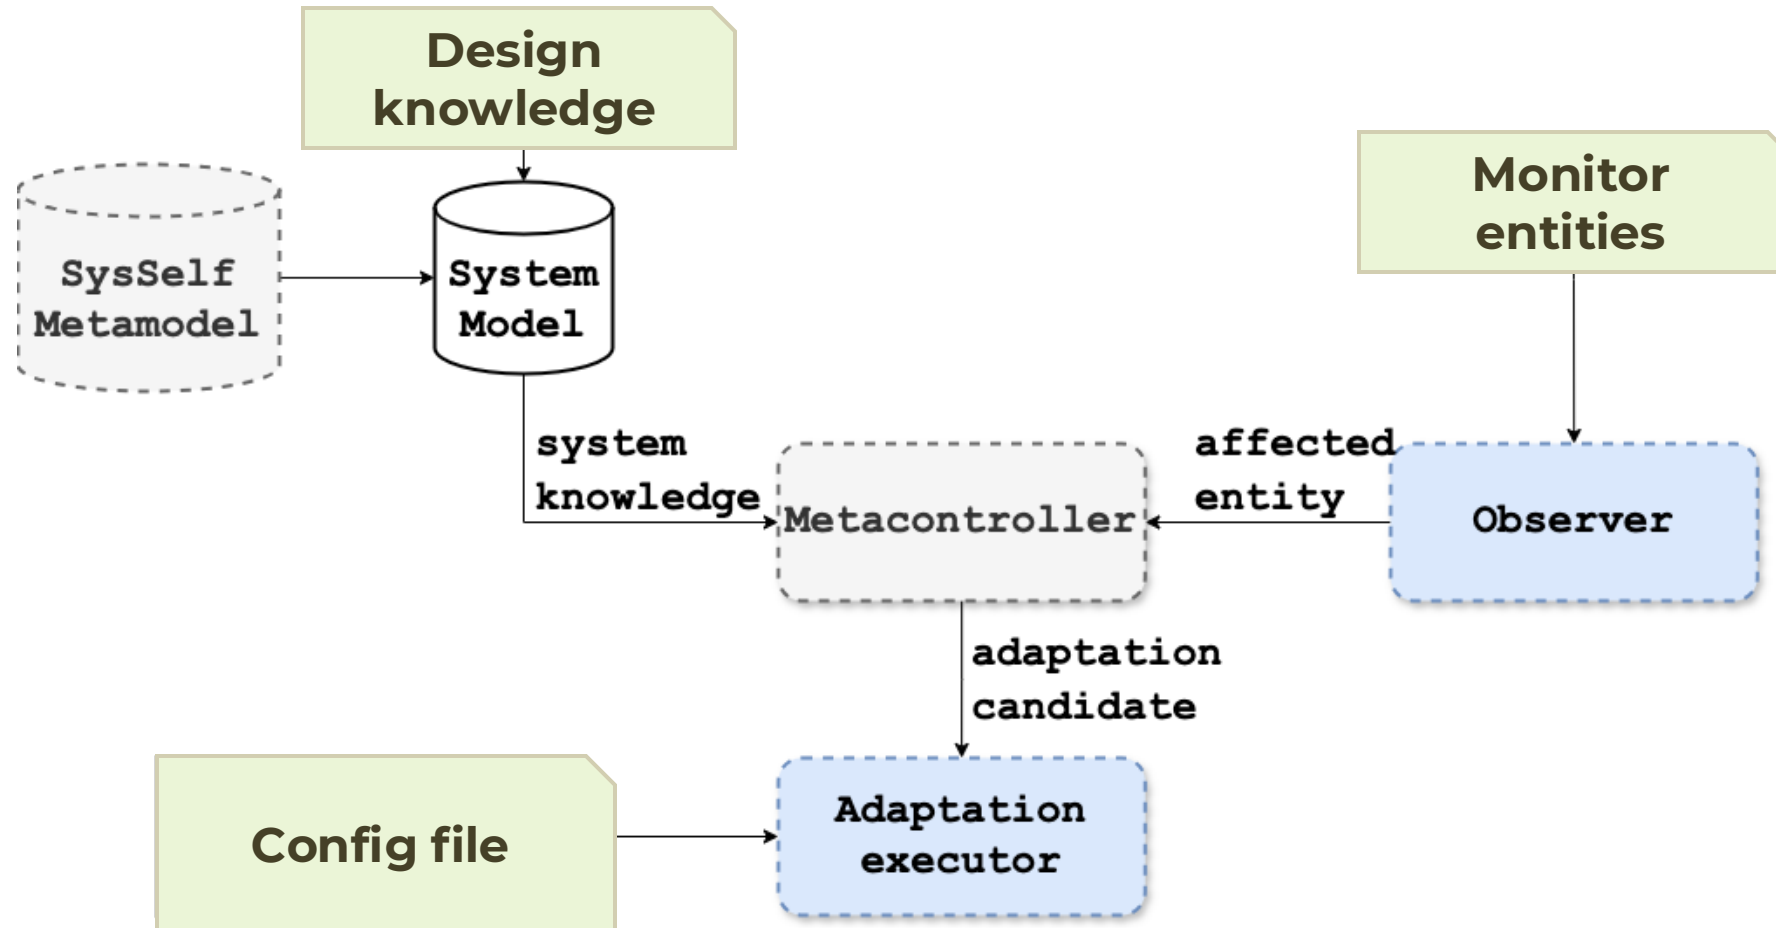 Design
knowledge
Monitor
entities
SysSelf
Metamodel
System
Model
system
knowledge
Metacontroller
affected
entity
Observer
adaptation
candidate
Config file
Adaptation
executor